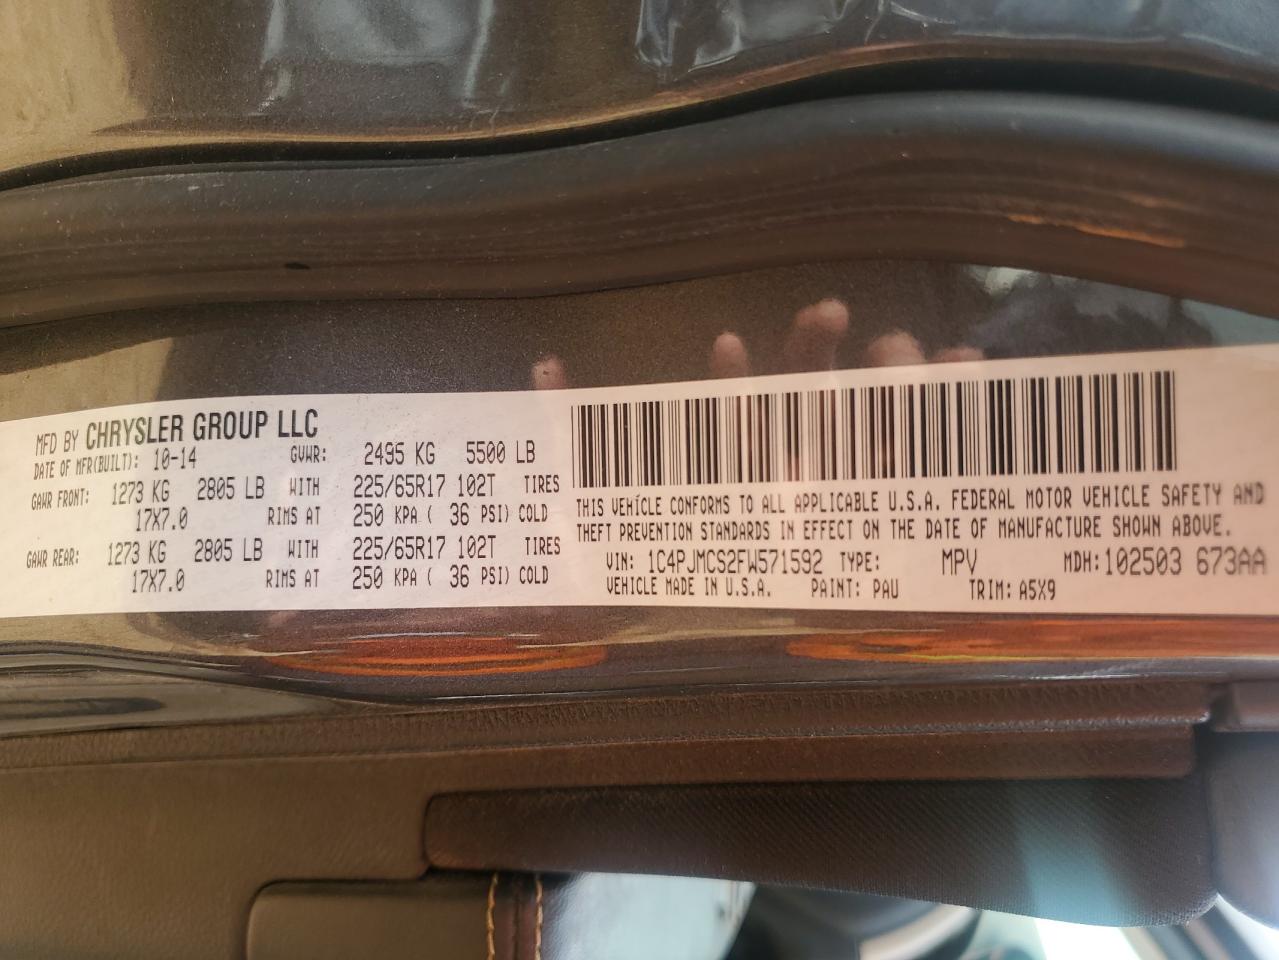 MFD BY CHRYSLER GROUP LLC
DATE OF MFR(BUILT): 10-14 GVWR: 2495 KG 5500 LB
GAWR FRONT: 1273 KG 2805 LB WITH 225/65R17 102T TIRES
17X7.0 RIMS AT 250 KPA ( 36 PSI) COLD
GAWR REAR: 1273 KG 2805 LB WITH 225/65R17 102T TIRES
17X7.0 RIMS AT 250 KPA ( 36 PSI) COLD
THIS VEHICLE CONFORMS TO ALL APPLICABLE U.S.A. FEDERAL MOTOR VEHICLE SAFETY AND
THEFT PREVENTION STANDARDS IN EFFECT ON THE DATE OF MANUFACTURE SHOWN ABOVE.
VIN: 1C4PJMCS2FW571592 TYPE: MPV MDH: 102503 673AA
VEHICLE MADE IN U.S.A. PAINT: PAU TRIM: A5X9